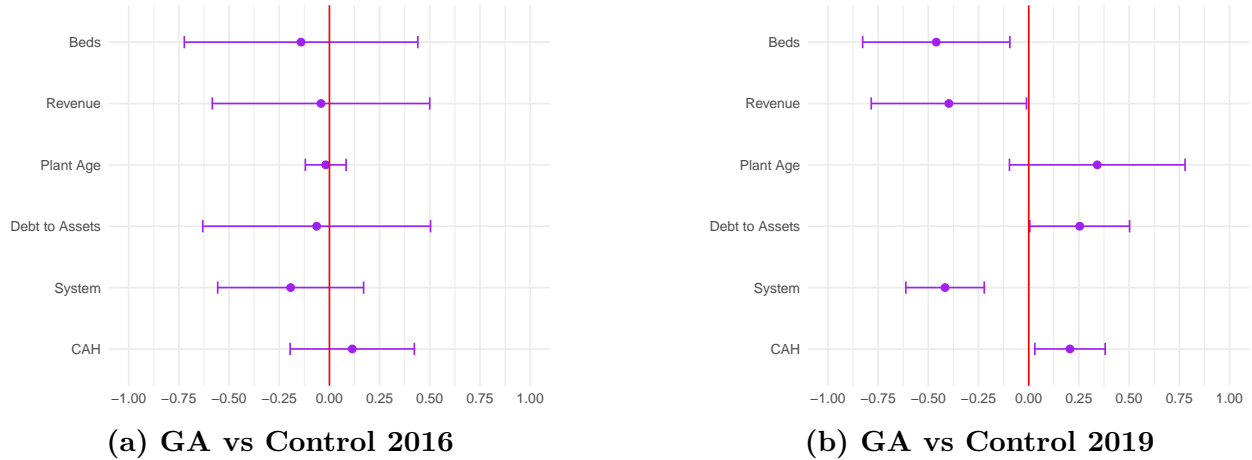 Beds
Revenue
Plant Age
Debt to Assets
System
CAH
−1.00 −0.75 −0.50 −0.25 0.00 0.25 0.50 0.75 1.00
(a) GA vs Control 2016
Beds
Revenue
Plant Age
Debt to Assets
System
CAH
−1.00 −0.75 −0.50 −0.25 0.00 0.25 0.50 0.75 1.00
(b) GA vs Control 2019